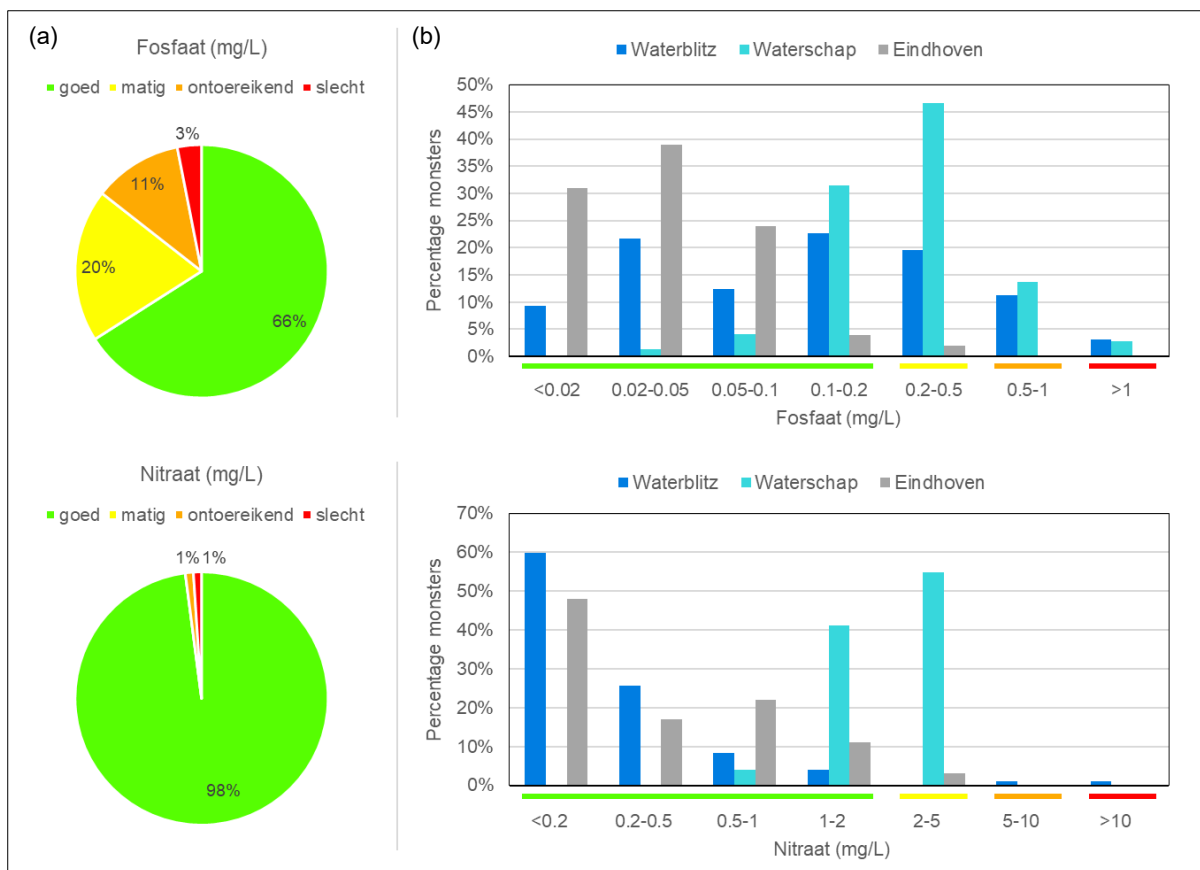 (a)
Fosfaat (mg/L)
goed matig ontoereikend slecht
3%
11%
20%
66%
(b)
Waterblitz Waterschap Eindhoven
Percentage monsters
50%
45%
40%
35%
30%
25%
20%
15%
10%
5%
0%
<0.02 0.02-0.05 0.05-0.1 0.1-0.2 0.2-0.5 0.5-1 >1
Fosfaat (mg/L)
Nitraat (mg/L)
goed matig ontoereikend slecht
1% 1%
98%
Waterblitz Waterschap Eindhoven
Percentage monsters
70%
60%
50%
40%
30%
20%
10%
0%
<0.2 0.2-0.5 0.5-1 1-2 2-5 5-10 >10
Nitraat (mg/L)